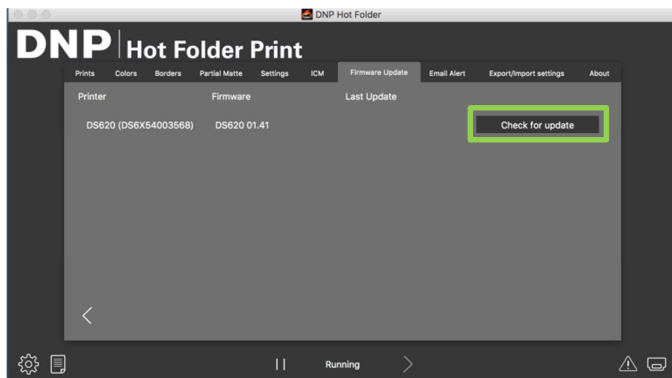 DNP Hot Folder
DNP Hot Folder Print
Prints Colors Borders Partial Matte Settings ICM Firmware Update Email Alert Export/Import settings About
Printer Firmware Last Update
DS620 (DS6X54003568) DS620 01.41 Check for update
Running